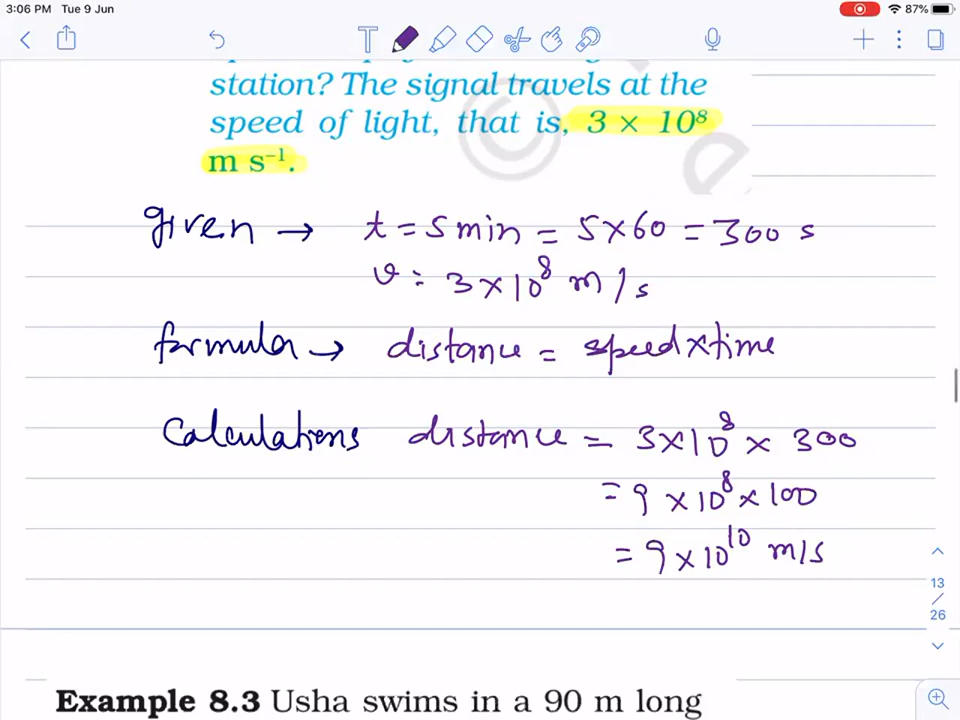 3:06 PM Tue 9 Jun 87%
station? The signal travels at the
speed of light, that is, 3 × 10⁸
m s⁻¹.
given → t = 5 min = 5×60 = 300 s
v = 3×10⁸ m/s
formula → distance = speed×time
Calculations distance = 3×10⁸ × 300
= 9 ×10⁸×100
= 9×10¹⁰ m/s
13
/
26
Example 8.3 Usha swims in a 90 m long